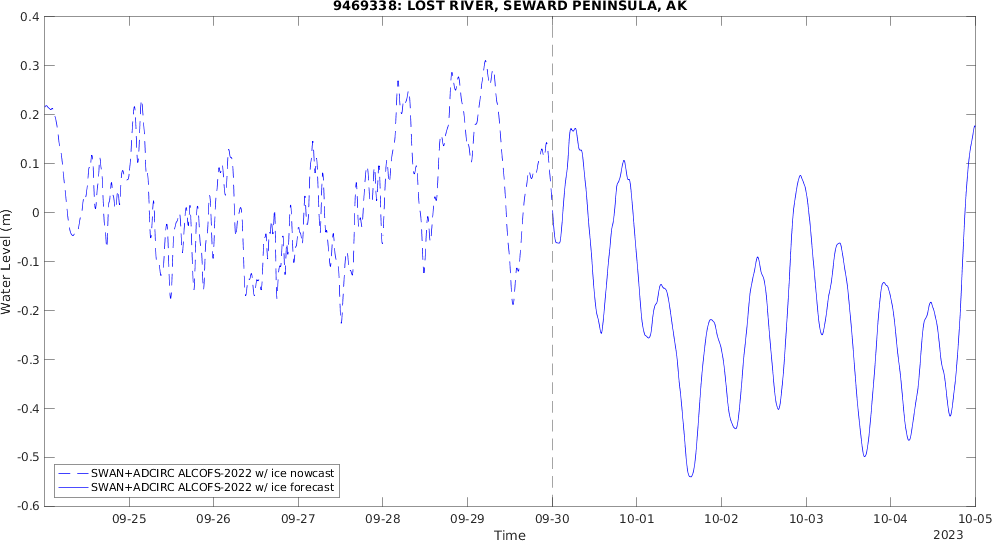 9469338: LOST RIVER, SEWARD PENINSULA, AK
0.4
0.3
0.2
0.1
0
-0.1
-0.2
-0.3
-0.4
-0.5
-0.6
Water Level (m)
SWAN+ADCIRC ALCOFS-2022 w/ ice nowcast
SWAN+ADCIRC ALCOFS-2022 w/ ice forecast
09-25 09-26 09-27 09-28 09-29 09-30 10-01 10-02 10-03 10-04 10-05
Time
2023